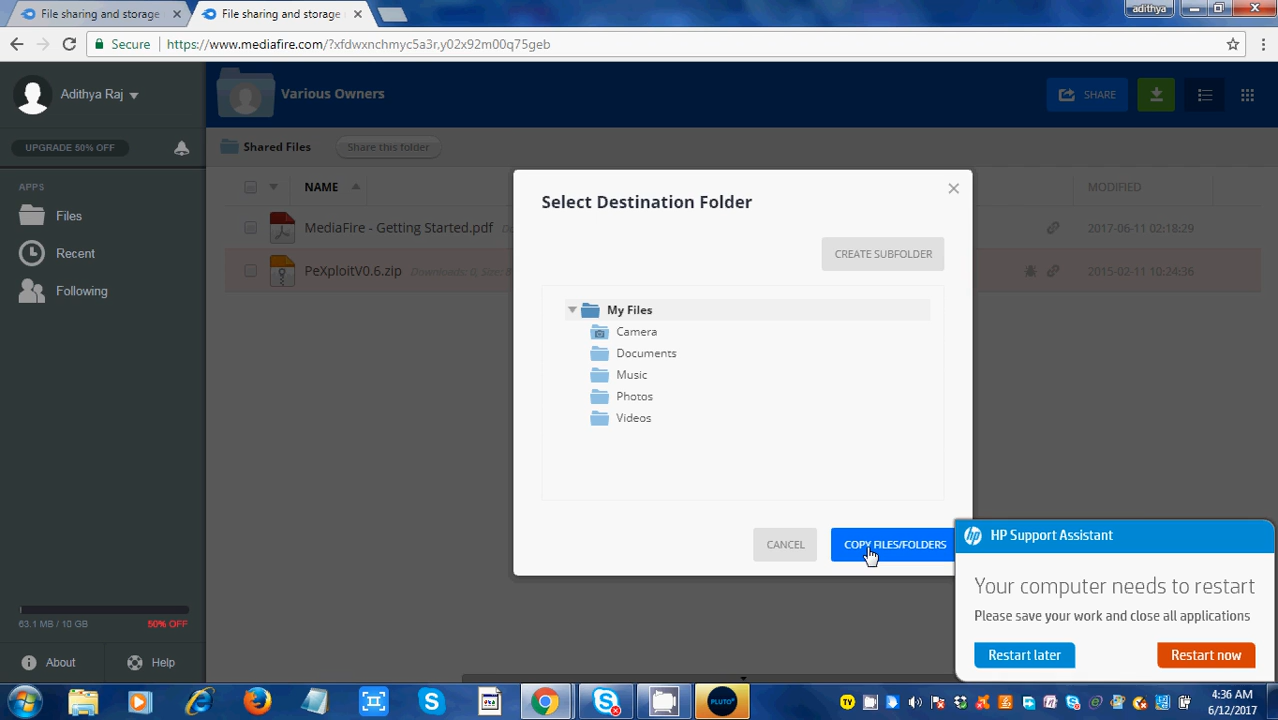 File sharing and storage
File sharing and storage
adithya
Secure
https://www.mediafire.com/?xfdwxnchmyc5a3r,y02x92m00q75geb
Adithya Raj
Various Owners
SHARE
UPGRADE 50% OFF
Shared Files
Share this folder
APPS
Files
Recent
Following
NAME
MODIFIED
MediaFire - Getting Started.pdf
2017-06-11 02:18:29
PeXploitV0.6.zip
Downloads: 0,
2015-02-11 10:24:36
Select Destination Folder
CREATE SUBFOLDER
My Files
Camera
Documents
Music
Photos
Videos
CANCEL
COPY FILES/FOLDERS
HP Support Assistant
Your computer needs to restart
Please save your work and close all applications
Restart later
Restart now
63.1 MB / 10 GB
50% OFF
About
Help
PLUTO
TV
4:36 AM
6/12/2017